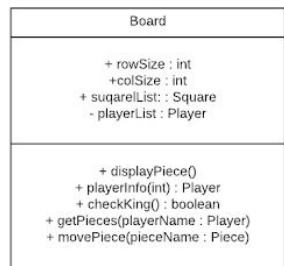 Board
+ rowSize : int
+colSize : int
+ suqarelList: : Square
- playerList : Player
+ displayPiece()
+ playerInfo(int) : Player
+ checkKing() : boolean
+ getPieces(playerName : Player)
+ movePiece(pieceName : Piece)